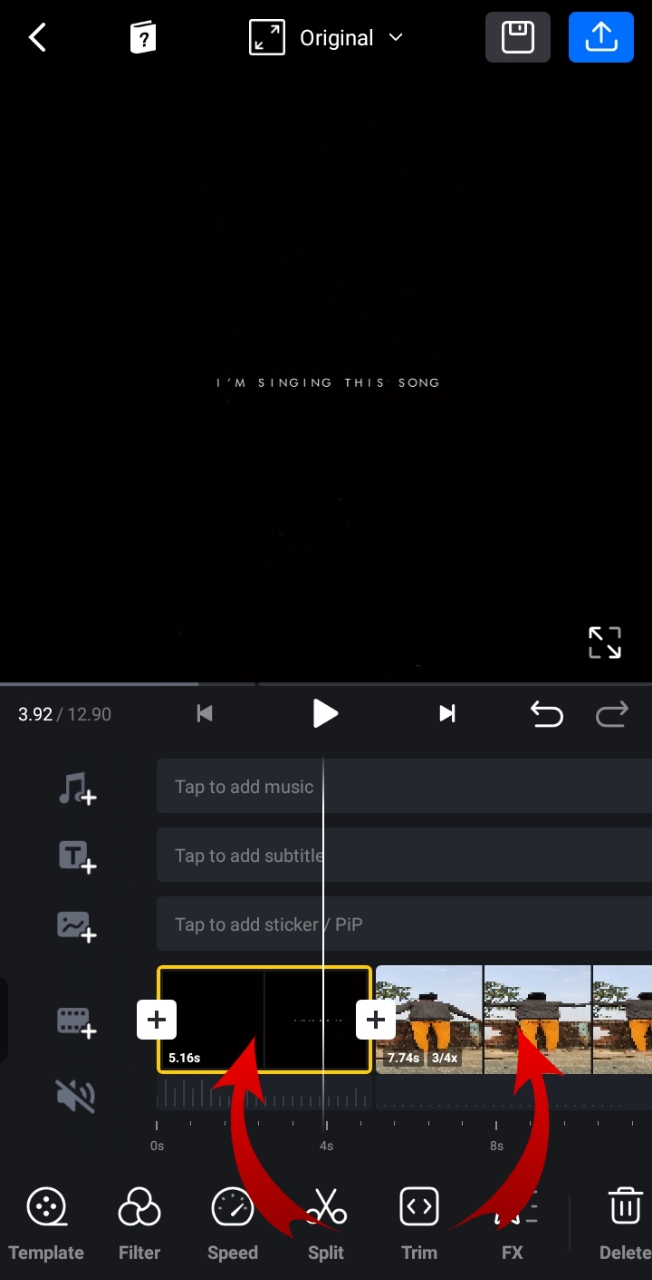 ?
Original
I'M SINGING THIS SONG
3.92 / 12.90
Tap to add music
T
Tap to add subtitle
Tap to add sticker / PiP
5.16s
7.74s 3/4x
0s 4s 8s
Template Filter Speed Split Trim FX Delete